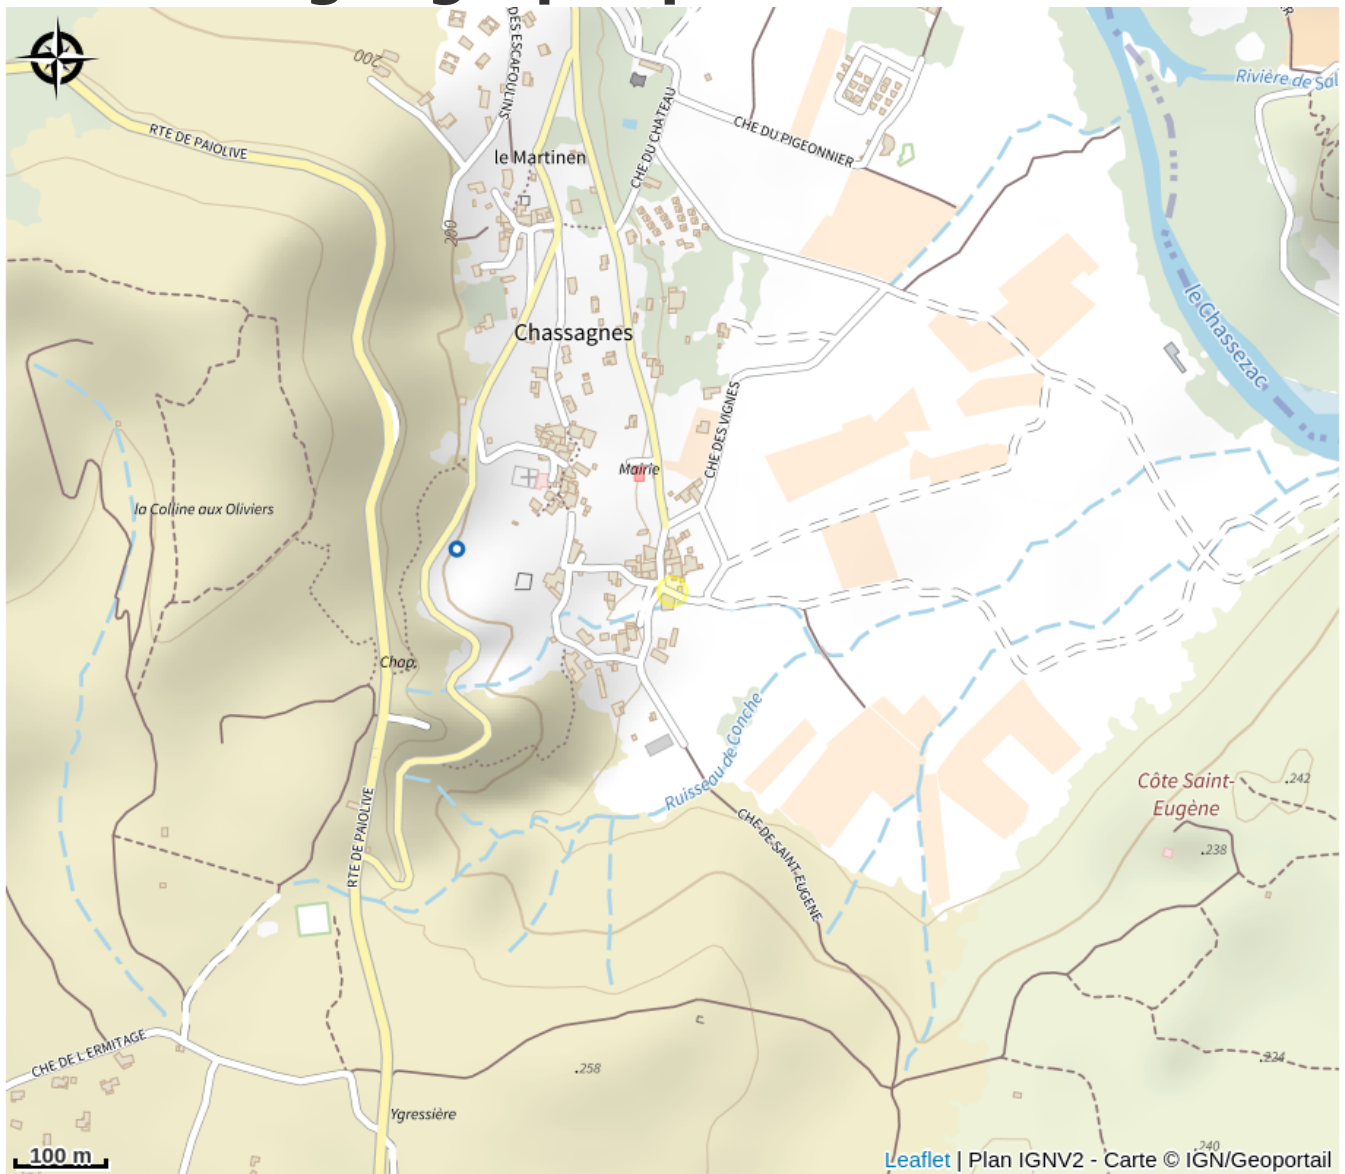 DES ESCAFOULINS
200
Rivière de Sal
RTE DE PAIOLIVE
CHE DU PIGEONNIER
CHE DU CHATEAU
le Martinen
200
le Chassezac
Chassagnes
CHE DES VIGNES
Mairie
la Colline aux Oliviers
Chap.
Ruisseau de Conche
Côte Saint-
Eugène
.242
.238
RTE DE PAIOLIVE
CHE DE SAINT-EUGENE
CHE DE L'ERMITAGE
.258
.224
Ygressière
.240
100 m
Leaflet | Plan IGNV2 - Carte © IGN/Geoportail